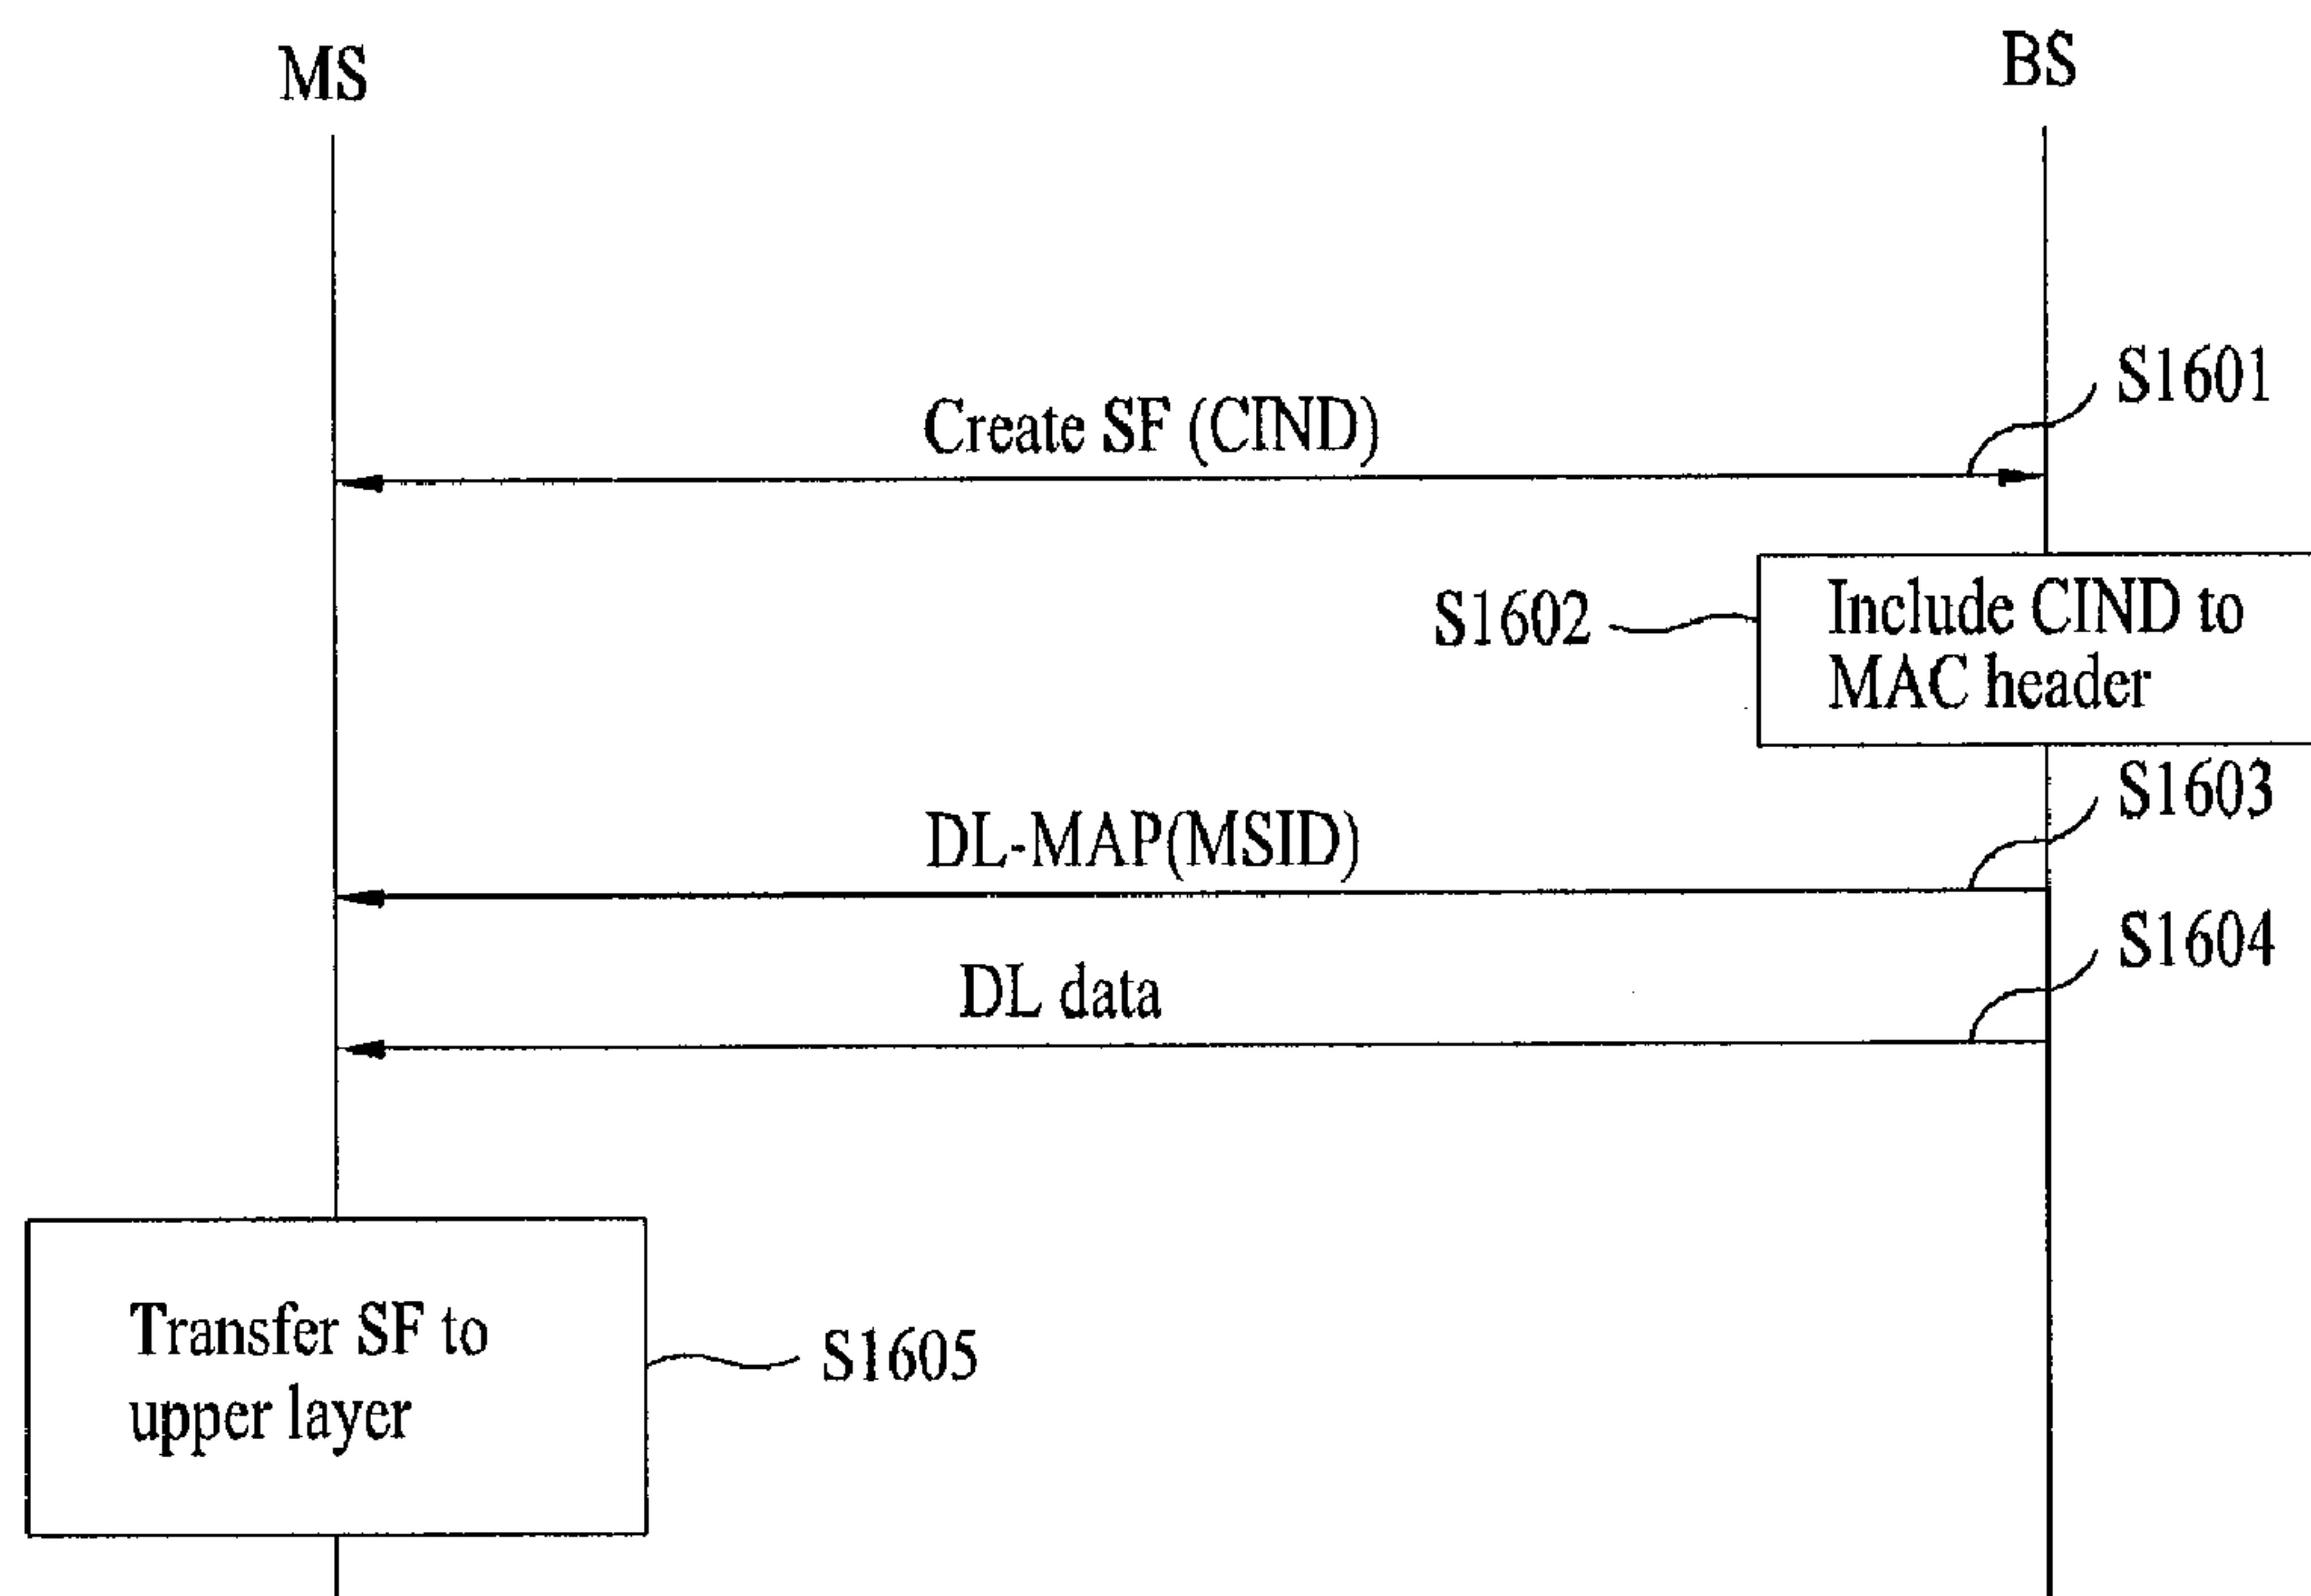 MS
BS
S1601
Create SF (CIND)
S1602
Include CIND to
MAC header
S1603
DL-MAP(MSID)
S1604
DL data
Transfer SF to
upper layer
S1605